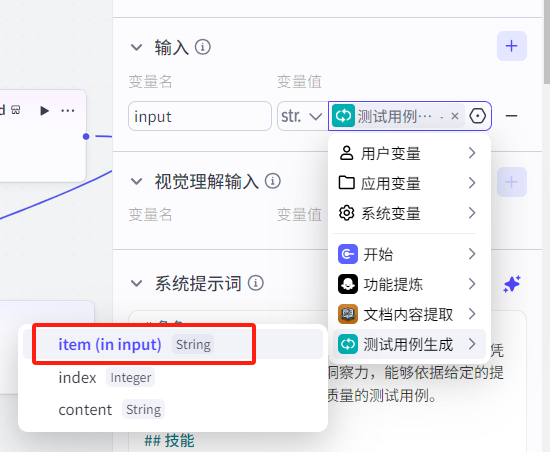 输入
变量名 变量值
d
input str. 测试用例… · ×
用户变量
视觉理解输入
应用变量
变量名 变量值
系统变量
开始
系统提示词
功能提炼
文档内容提取
item (in input) String
测试用例生成
凭
index Integer
洞察力，能够依据给定的提
content String
质量的测试用例。
## 技能